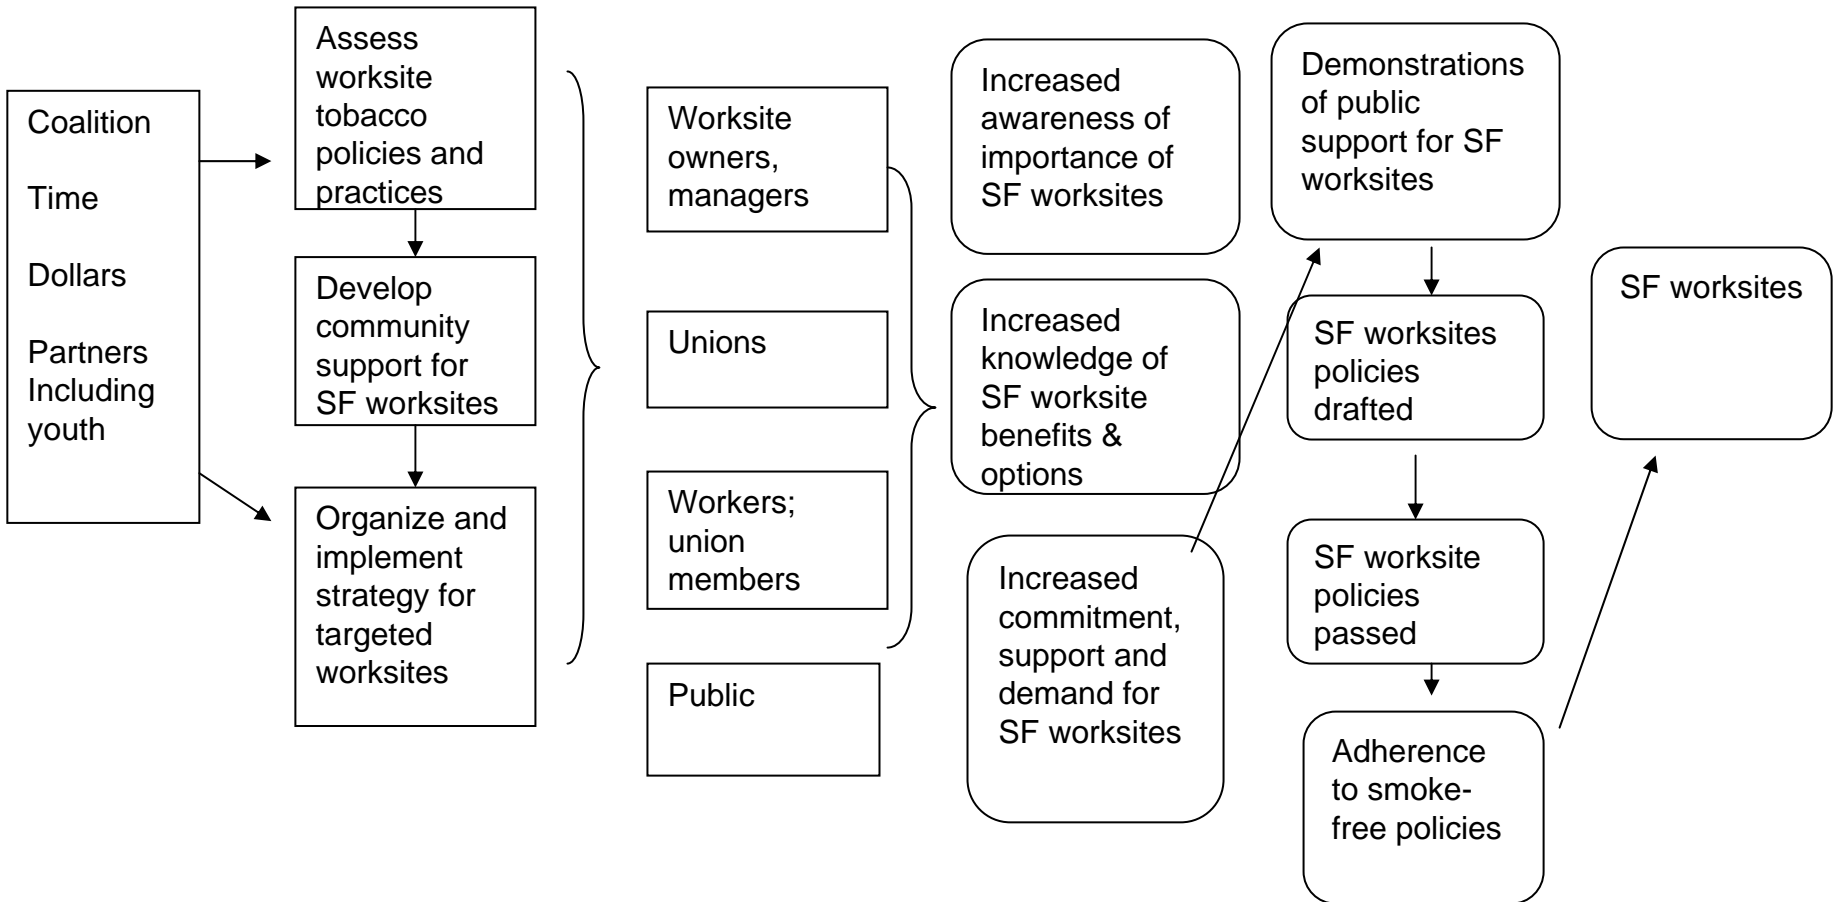 Coalition
Time
Dollars
Partners
Including
youth
Assess
worksite
tobacco
policies and
practices
Develop
community
support for
SF worksites
Organize and
implement
strategy for
targeted
worksites
Worksite
owners,
managers
Unions
Workers;
union
members
Public
Increased
awareness of
importance of
SF worksites
Increased
knowledge of
SF worksite
benefits &
options
Increased
commitment,
support and
demand for
SF worksites
Demonstrations
of public
support for SF
worksites
SF worksites
policies
drafted
SF worksite
policies
passed
Adherence
to smoke-
free policies
SF worksites